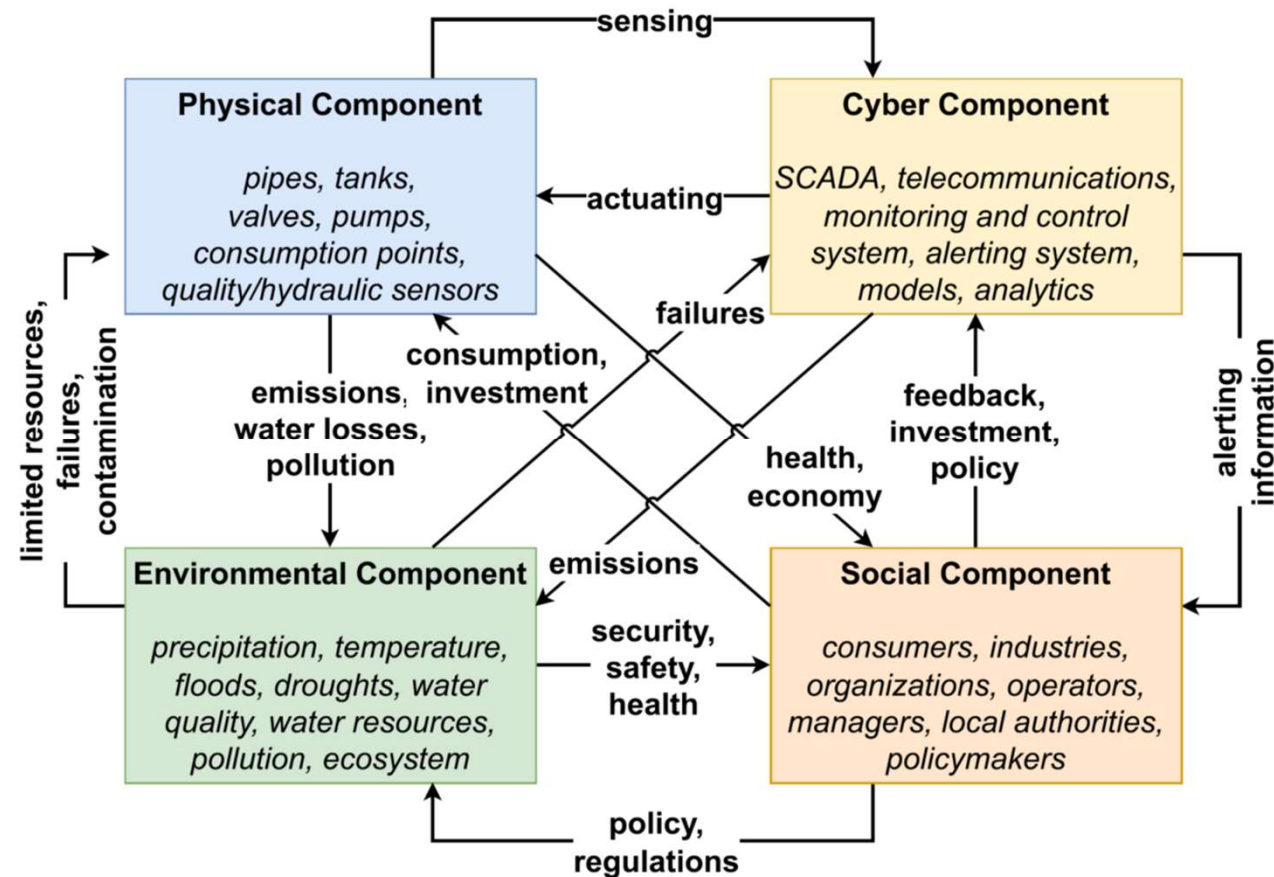 sensing
Physical Component
pipes, tanks,
valves, pumps,
consumption points,
quality/hydraulic sensors
Cyber Component
SCADA, telecommunications,
monitoring and control
system, alerting system,
models, analytics
actuating
limited resources,
failures,
contamination
emissions,
water losses,
pollution
consumption,
investment
failures
health,
economy
feedback,
investment,
policy
alerting
information
Environmental Component
precipitation, temperature,
floods, droughts, water
quality, water resources,
pollution, ecosystem
emissions
security,
safety,
health
Social Component
consumers, industries,
organizations, operators,
managers, local authorities,
policymakers
policy,
regulations